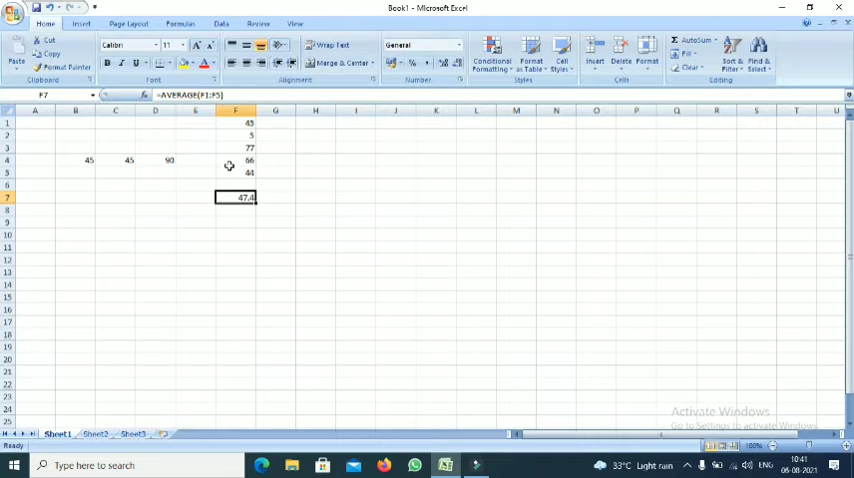 Book1 - Microsoft Excel
Home Insert Page Layout Formulas Data Review View
Cut
Copy
Format Painter
Paste
Clipboard
Calibri 11
B I U
Font
Wrap Text
Merge & Center
Alignment
General
Number
Conditional Formatting
Format as Table
Cell Styles
Styles
Insert Delete Format
Cells
AutoSum
Fill
Clear
Sort & Filter
Find & Select
Editing
F7 fx =AVERAGE(F1:F5)
A B C D E F G H I J K L M N O P Q R S T U
1 45
2 5
3 77
4 45 45 90 66
5 44
6
7 47.4
8
9
10
11
12
13
14
15
16
17
18
19
20
21
22
23
24
25
Activate Windows
Go to Settings to activate Windows.
Sheet1 Sheet2 Sheet3
Ready 100%
Type here to search
33°C Light rain
ENG
10:41
06-08-2021